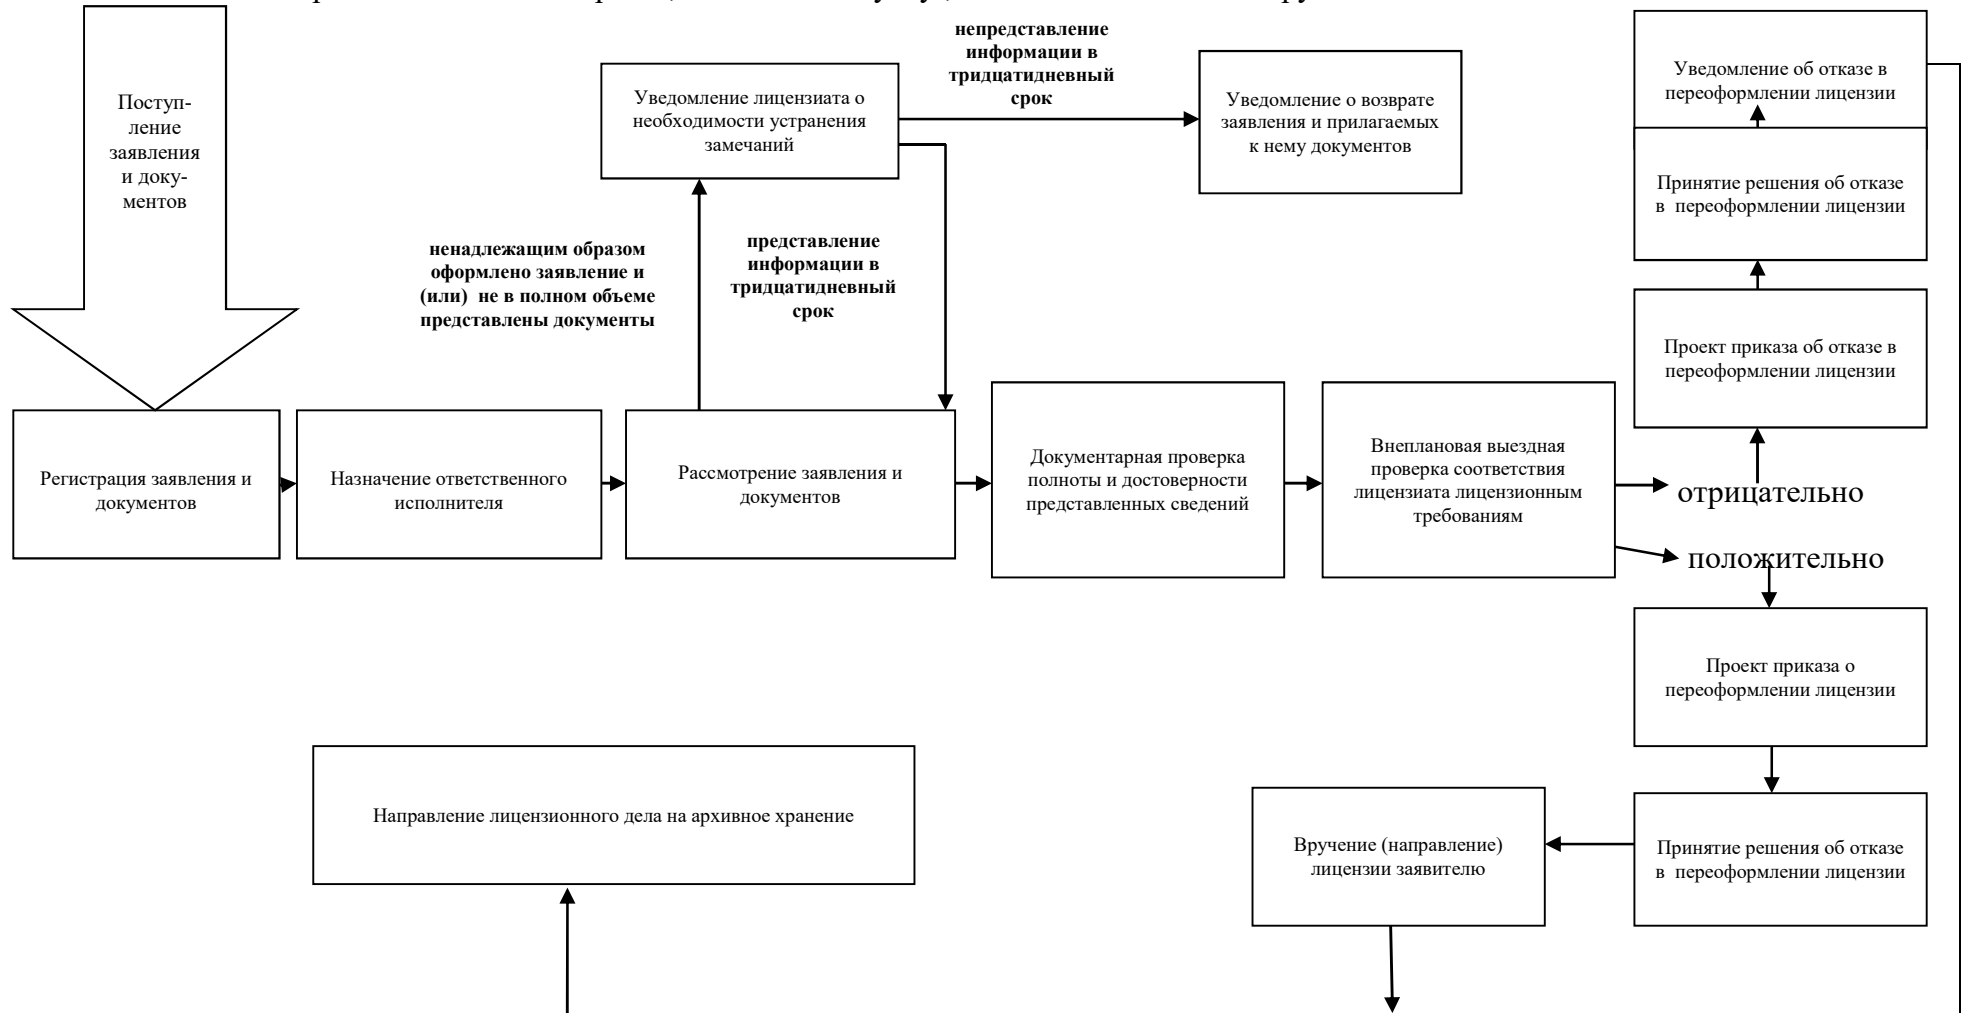 Поступ-
ление
заявления
и доку-
ментов
непредставление
информации в
тридцатидневный
срок
Уведомление лицензиата о
необходимости устранения
замечаний
Уведомление о возврате
заявления и прилагаемых
к нему документов
Уведомление об отказе в
переоформлении лицензии
Принятие решения об отказе
в переоформлении лицензии
ненадлежащим образом
оформлено заявление и
(или) не в полном объеме
представлены документы
представление
информации в
тридцатидневный
срок
Проект приказа об отказе в
переоформлении лицензии
Регистрация заявления и
документов
Назначение ответственного
исполнителя
Рассмотрение заявления и
документов
Документарная проверка
полноты и достоверности
представленных сведений
Внеплановая выездная
проверка соответствия
лицензиата лицензионным
требованиям
отрицательно
положительно
Проект приказа о
переоформлении лицензии
Направление лицензионного дела на архивное хранение
Вручение (направление)
лицензии заявителю
Принятие решения об отказе
в переоформлении лицензии